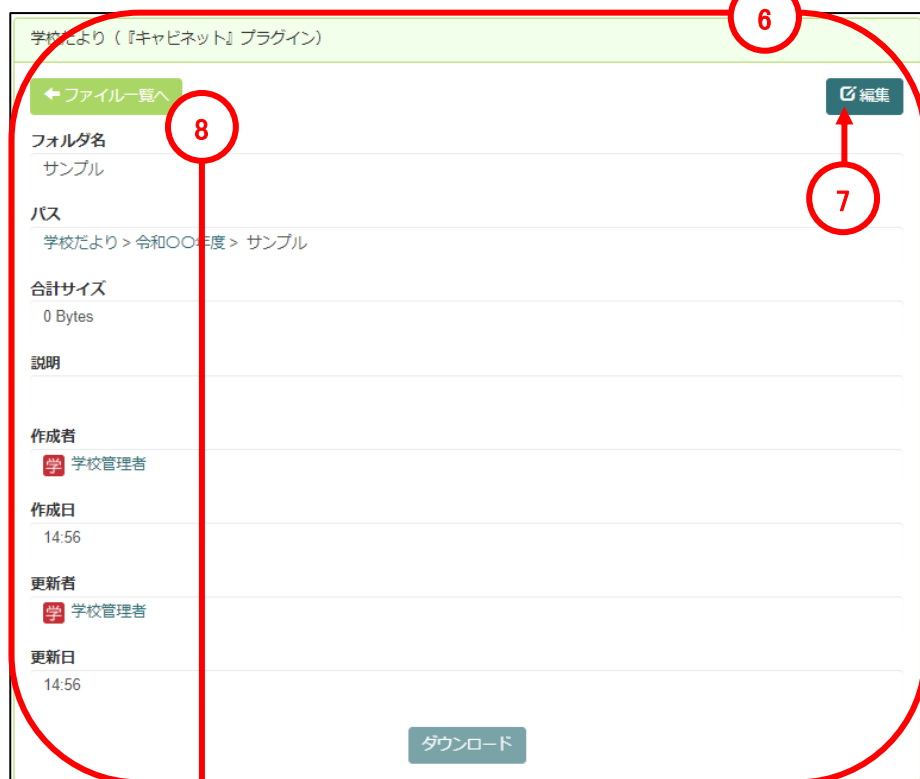 6
学校だより（『キャビネット』プラグイン）
ファイル一覧へ
編集
8
フォルダ名
サンプル
7
パス
学校だより > 令和〇〇年度 > サンプル
合計サイズ
0 Bytes
説明
作成者
学 学校管理者
作成日
14:56
更新者
学 学校管理者
更新日
14:56
ダウンロード